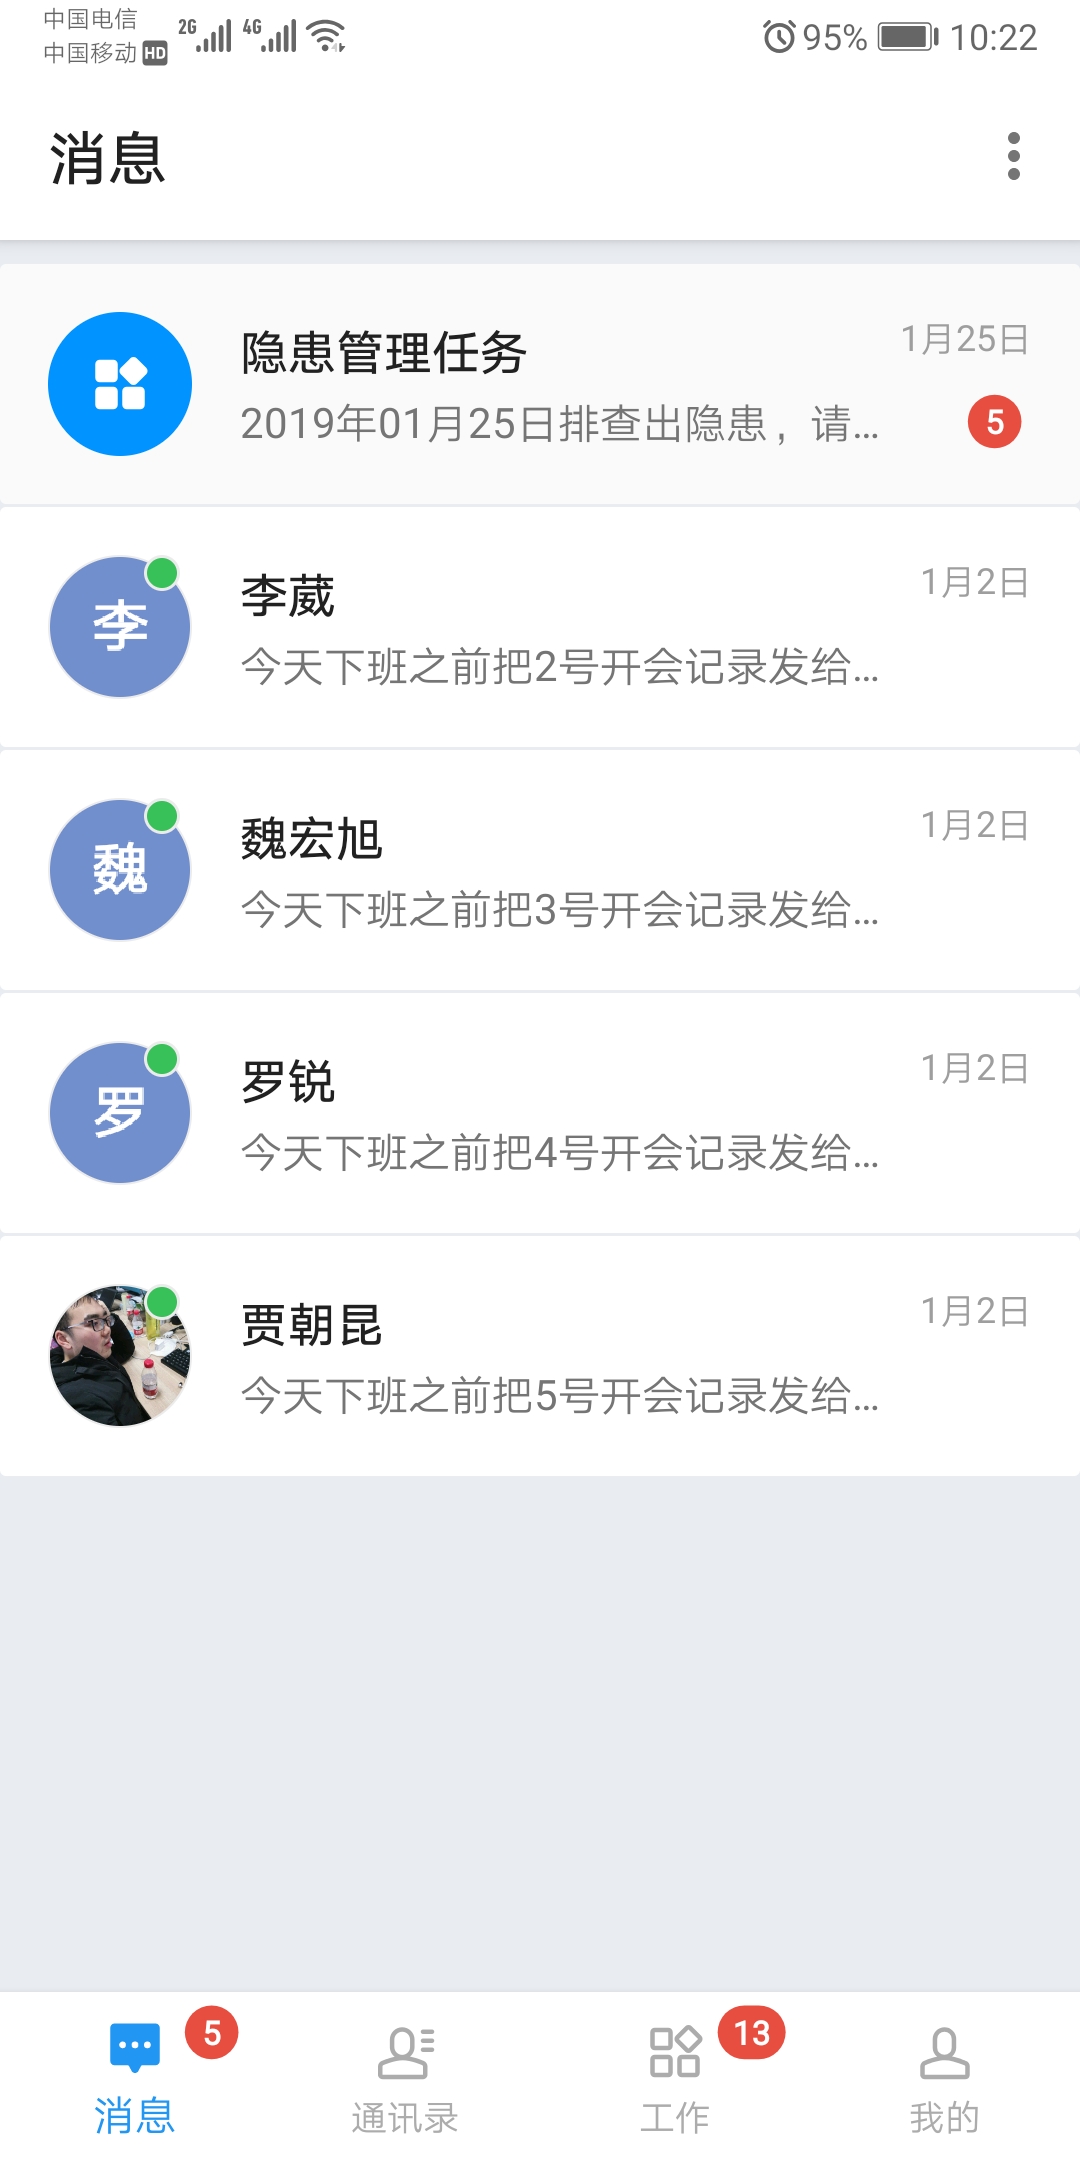 中国电信
中国移动 HD 2G 4G 95% 10:22
消息
隐患管理任务 1月25日
2019年01月25日排查出隐患，请... 5
李 李葳 1月2日
今天下班之前把2号开会记录发给...
魏 魏宏旭 1月2日
今天下班之前把3号开会记录发给...
罗 罗锐 1月2日
今天下班之前把4号开会记录发给...
贾朝昆 1月2日
今天下班之前把5号开会记录发给...
5 13
消息 通讯录 工作 我的